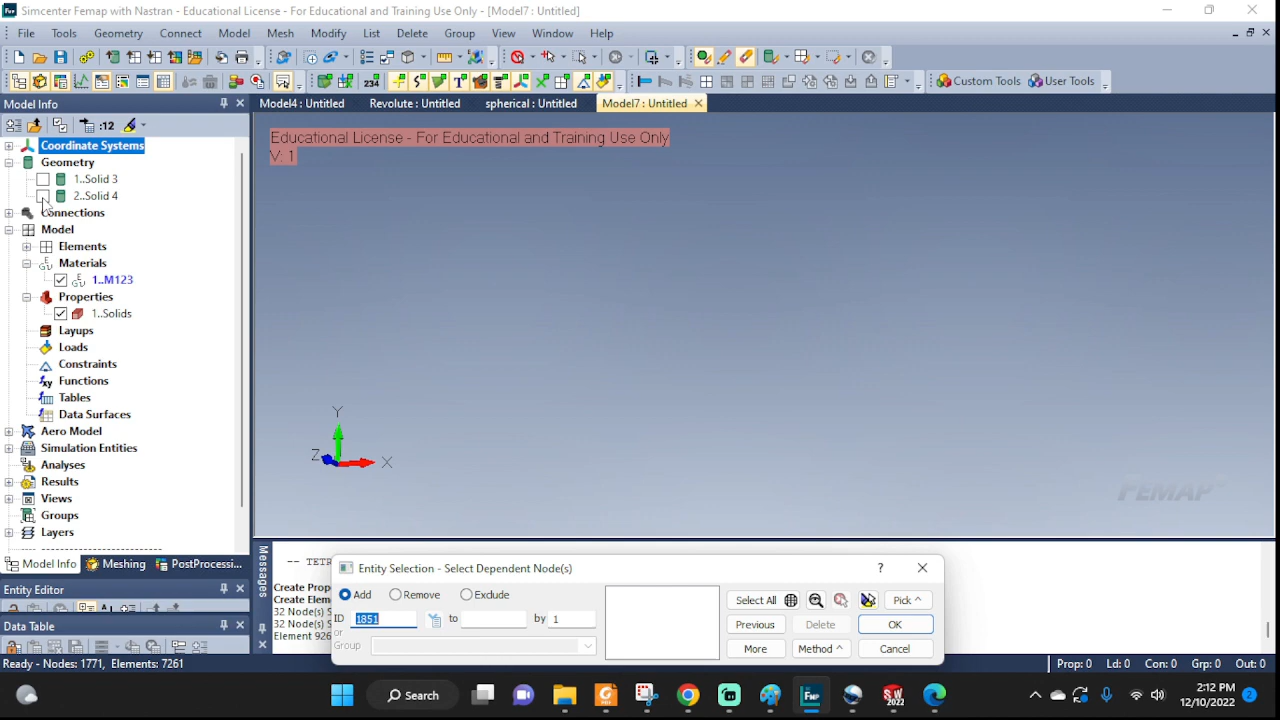 Simcenter Femap with Nastran - Educational License - For Educational and Training Use Only - [Model7 : Untitled]
File Tools Geometry Connect Model Mesh Modify List Delete Group View Window Help
234
Custom Tools User Tools
Model Info
Model4 : Untitled Revolute : Untitled spherical : Untitled Model7 : Untitled
:12
Educational License - For Educational and Training Use Only
V: 1
Coordinate Systems
Geometry
1..Solid 3
2..Solid 4
Connections
Model
Elements
Materials
1..M123
Properties
1..Solids
Layups
Loads
Constraints
Functions
Tables
Data Surfaces
Aero Model
Simulation Entities
Analyses
Results
Views
Groups
Layers
Y
Z
X
FEMAP
Model Info Meshing PostProcessi...
Entity Editor
Data Table
Messages
-- TETR
Create Prop
Create Elem
32 Node(s) S
32 Node(s) S
Element 926
Entity Selection - Select Dependent Node(s)
Add Remove Exclude
ID 1851 to by 1
or
Group
Select All Pick ^
Previous Delete OK
More Method ^ Cancel
Ready - Nodes: 1771, Elements: 7261
Prop: 0 Ld: 0 Con: 0 Grp: 0 Out: 0
Search
2:12 PM
12/10/2022
2